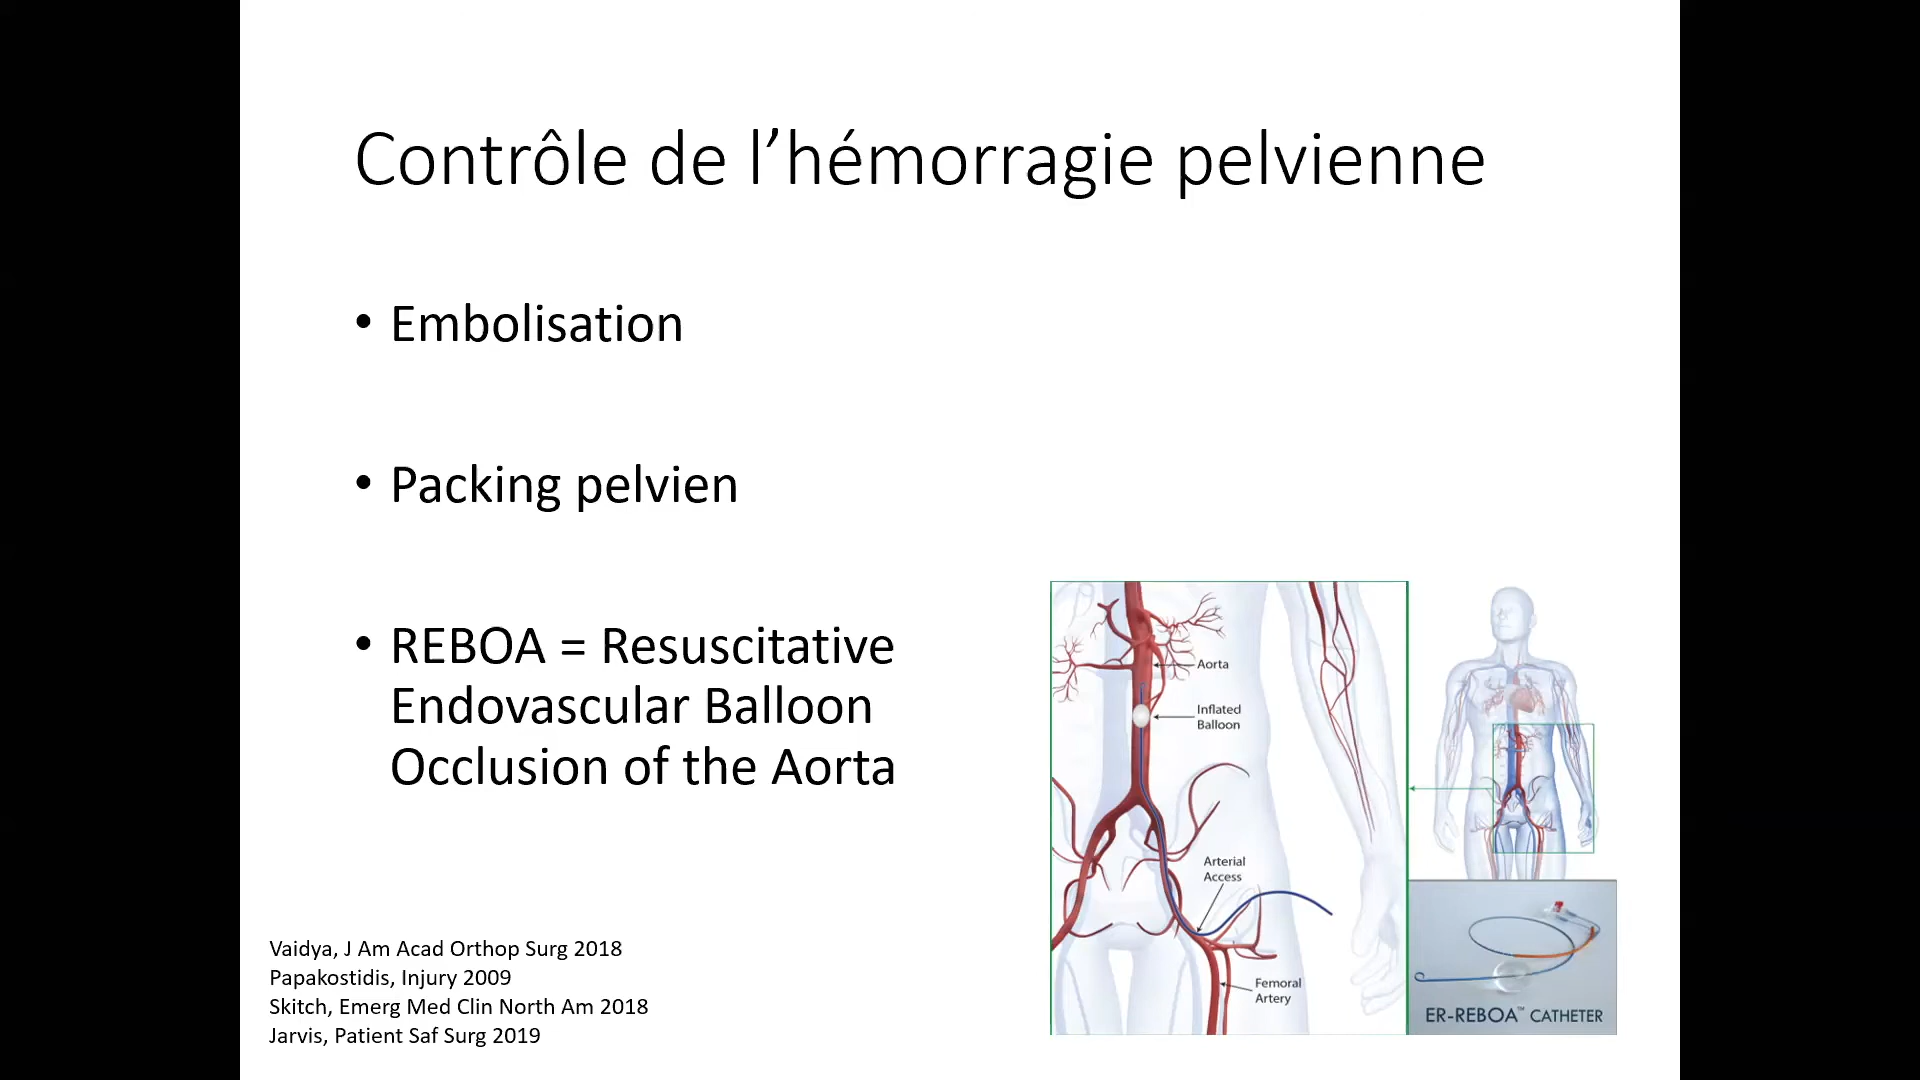 Contrôle de l’hémorragie pelvienne
• Embolisation
• Packing pelvien
• REBOA = Resuscitative
Endovascular Balloon
Occlusion of the Aorta
Aorta
Inflated
Balloon
Arterial
Access
Femoral
Artery
ER-REBOA™ CATHETER
Vaidya, J Am Acad Orthop Surg 2018
Papakostidis, Injury 2009
Skitch, Emerg Med Clin North Am 2018
Jarvis, Patient Saf Surg 2019